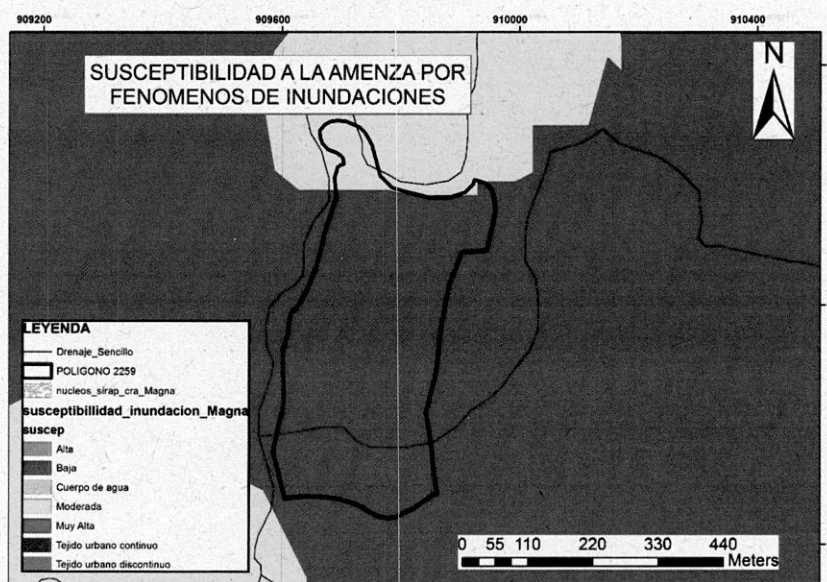 909200 909600 910000 910400
SUSCEPTIBILIDAD A LA AMENZA POR
FENOMENOS DE INUNDACIONES
N
LEYENDA
Drenaje_Sencillo
POLIGONO 2259
nucleos_sirap_cra_Magna
susceptibillidad_inundacion_Magna
suscep
Alta
Baja
Cuerpo de agua
Moderada
Muy Alta
Tejido urbano continuo
Tejido urbano discontinuo
0 55 110 220 330 440
Meters